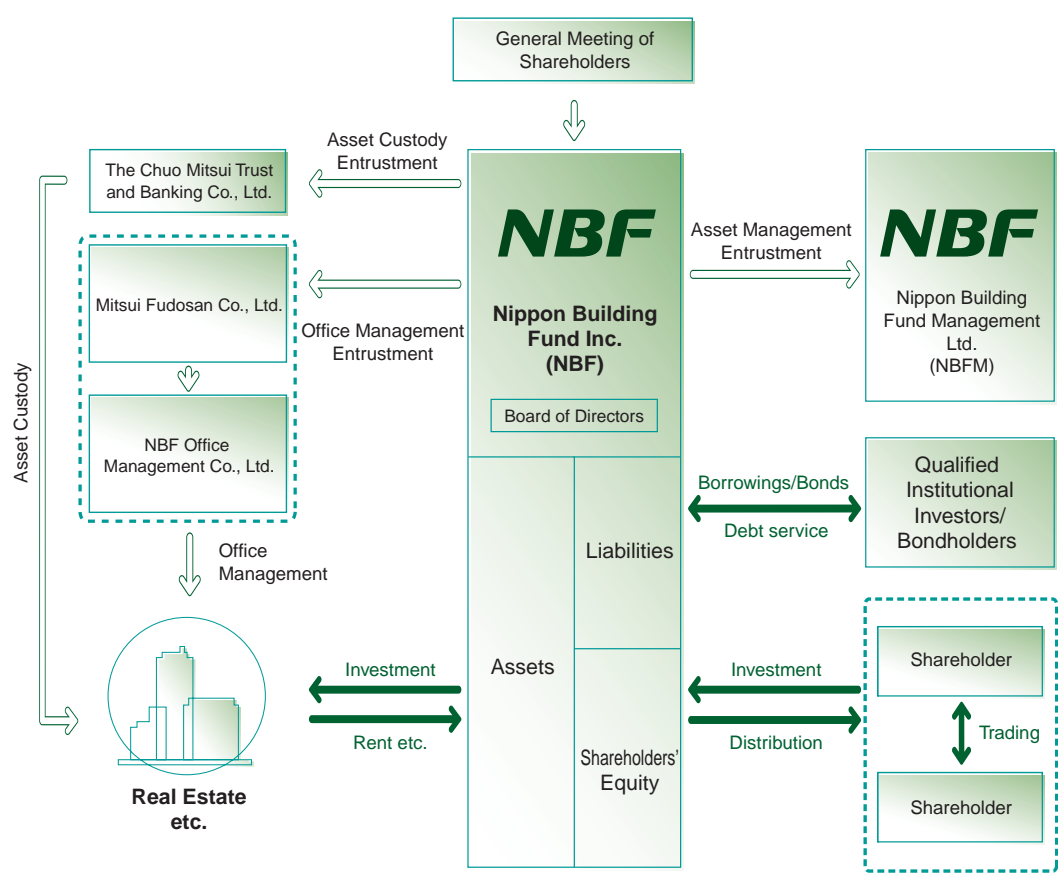 General Meeting of
Shareholders
Asset Custody
Entrustment
The Chuo Mitsui Trust
and Banking Co., Ltd.
NBF
Asset Management
Entrustment
NBF
Mitsui Fudosan Co., Ltd.
Office Management
Entrustment
Nippon Building
Fund Inc.
(NBF)
Nippon Building
Fund Management
Ltd.
(NBFM)
Board of Directors
NBF Office
Management Co., Ltd.
Asset Custody
Office
Management
Assets
Liabilities
Shareholders'
Equity
Borrowings/Bonds
Debt service
Qualified
Institutional
Investors/
Bondholders
Investment
Rent etc.
Investment
Distribution
Shareholder
Trading
Shareholder
Real Estate
etc.